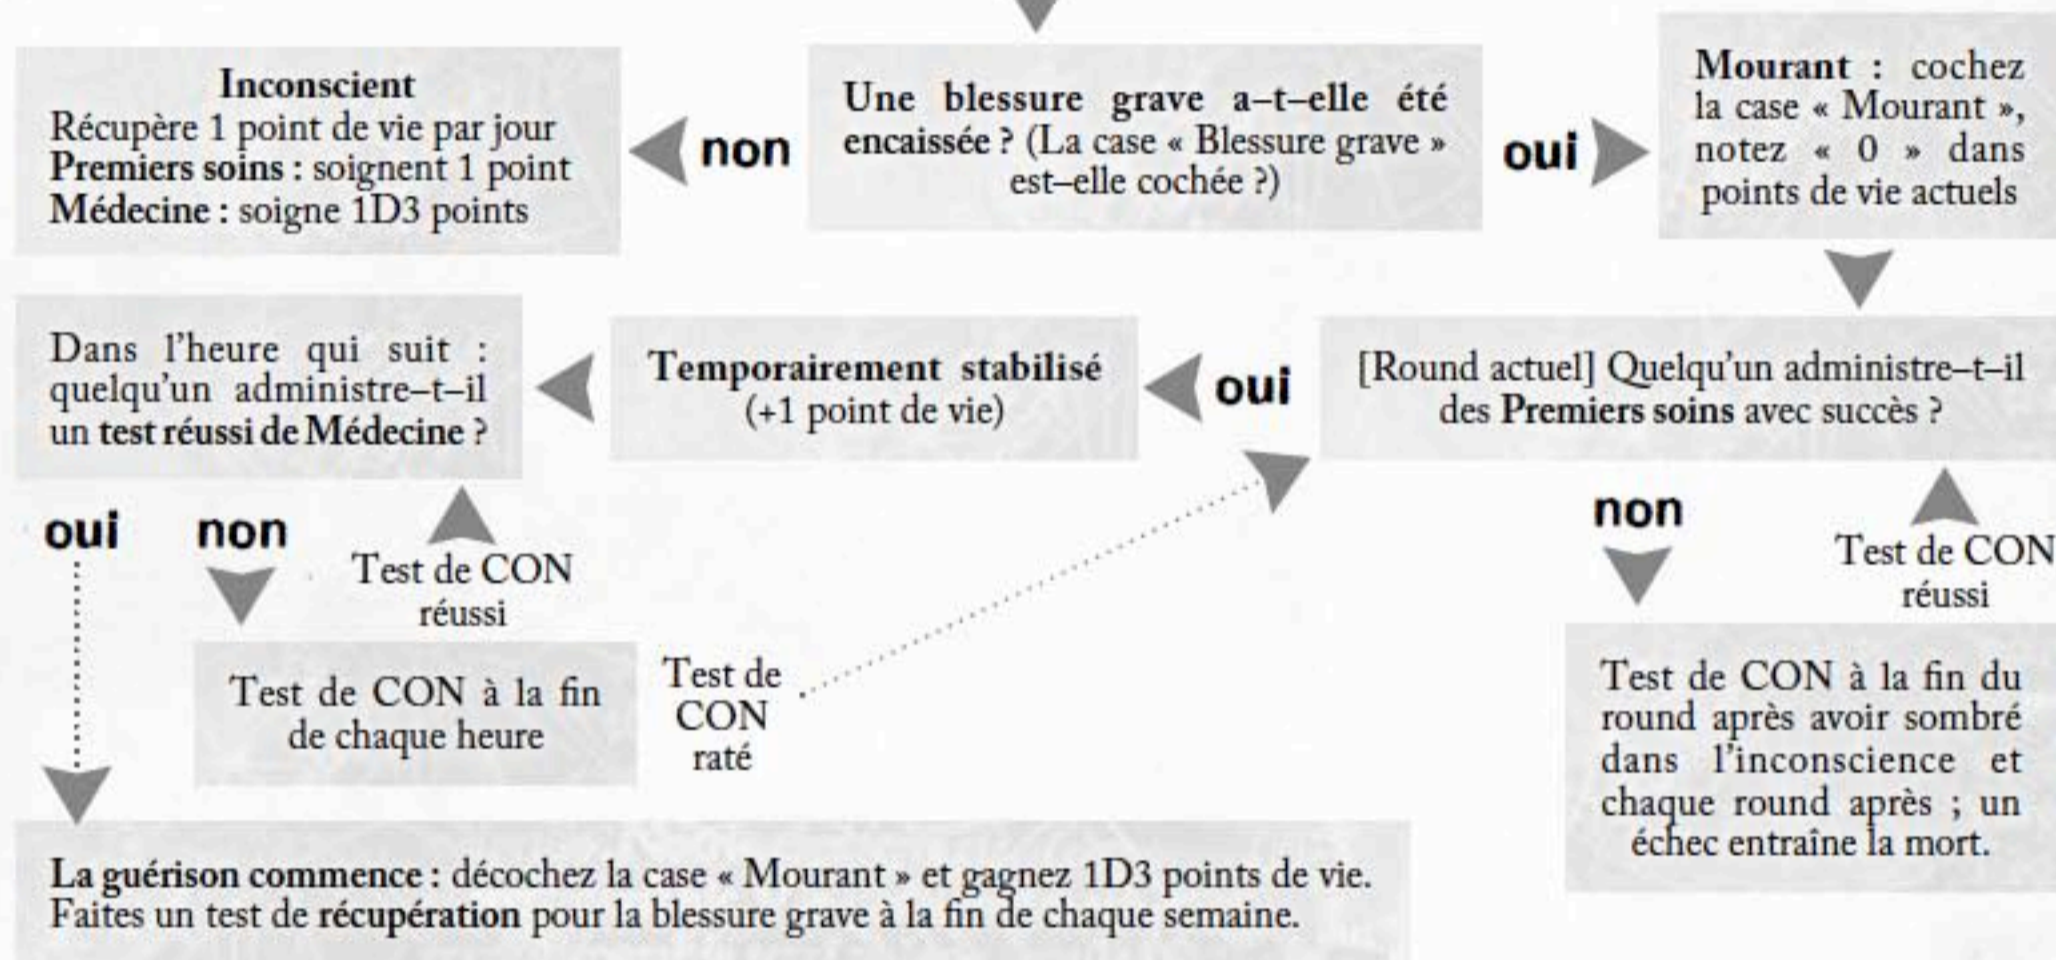 Inconscient
Récupère 1 point de vie par jour
Premiers soins : soignent 1 point
Médecine : soigne 1D3 points
non
Une blessure grave a–t–elle été
encaissée ? (La case « Blessure grave »
est–elle cochée ?)
oui
Mourant : cochez
la case « Mourant »,
notez « 0 » dans
points de vie actuels
Dans l'heure qui suit :
quelqu'un administre–t–il
un test réussi de Médecine ?
Temporairement stabilisé
(+1 point de vie)
oui
[Round actuel] Quelqu'un administre–t–il
des Premiers soins avec succès ?
oui
non
Test de CON
réussi
non
Test de CON
réussi
Test de CON à la fin
de chaque heure
Test de
CON
raté
Test de CON à la fin du
round après avoir sombré
dans l'inconscience et
chaque round après ; un
échec entraîne la mort.
La guérison commence : décochez la case « Mourant » et gagnez 1D3 points de vie.
Faites un test de récupération pour la blessure grave à la fin de chaque semaine.